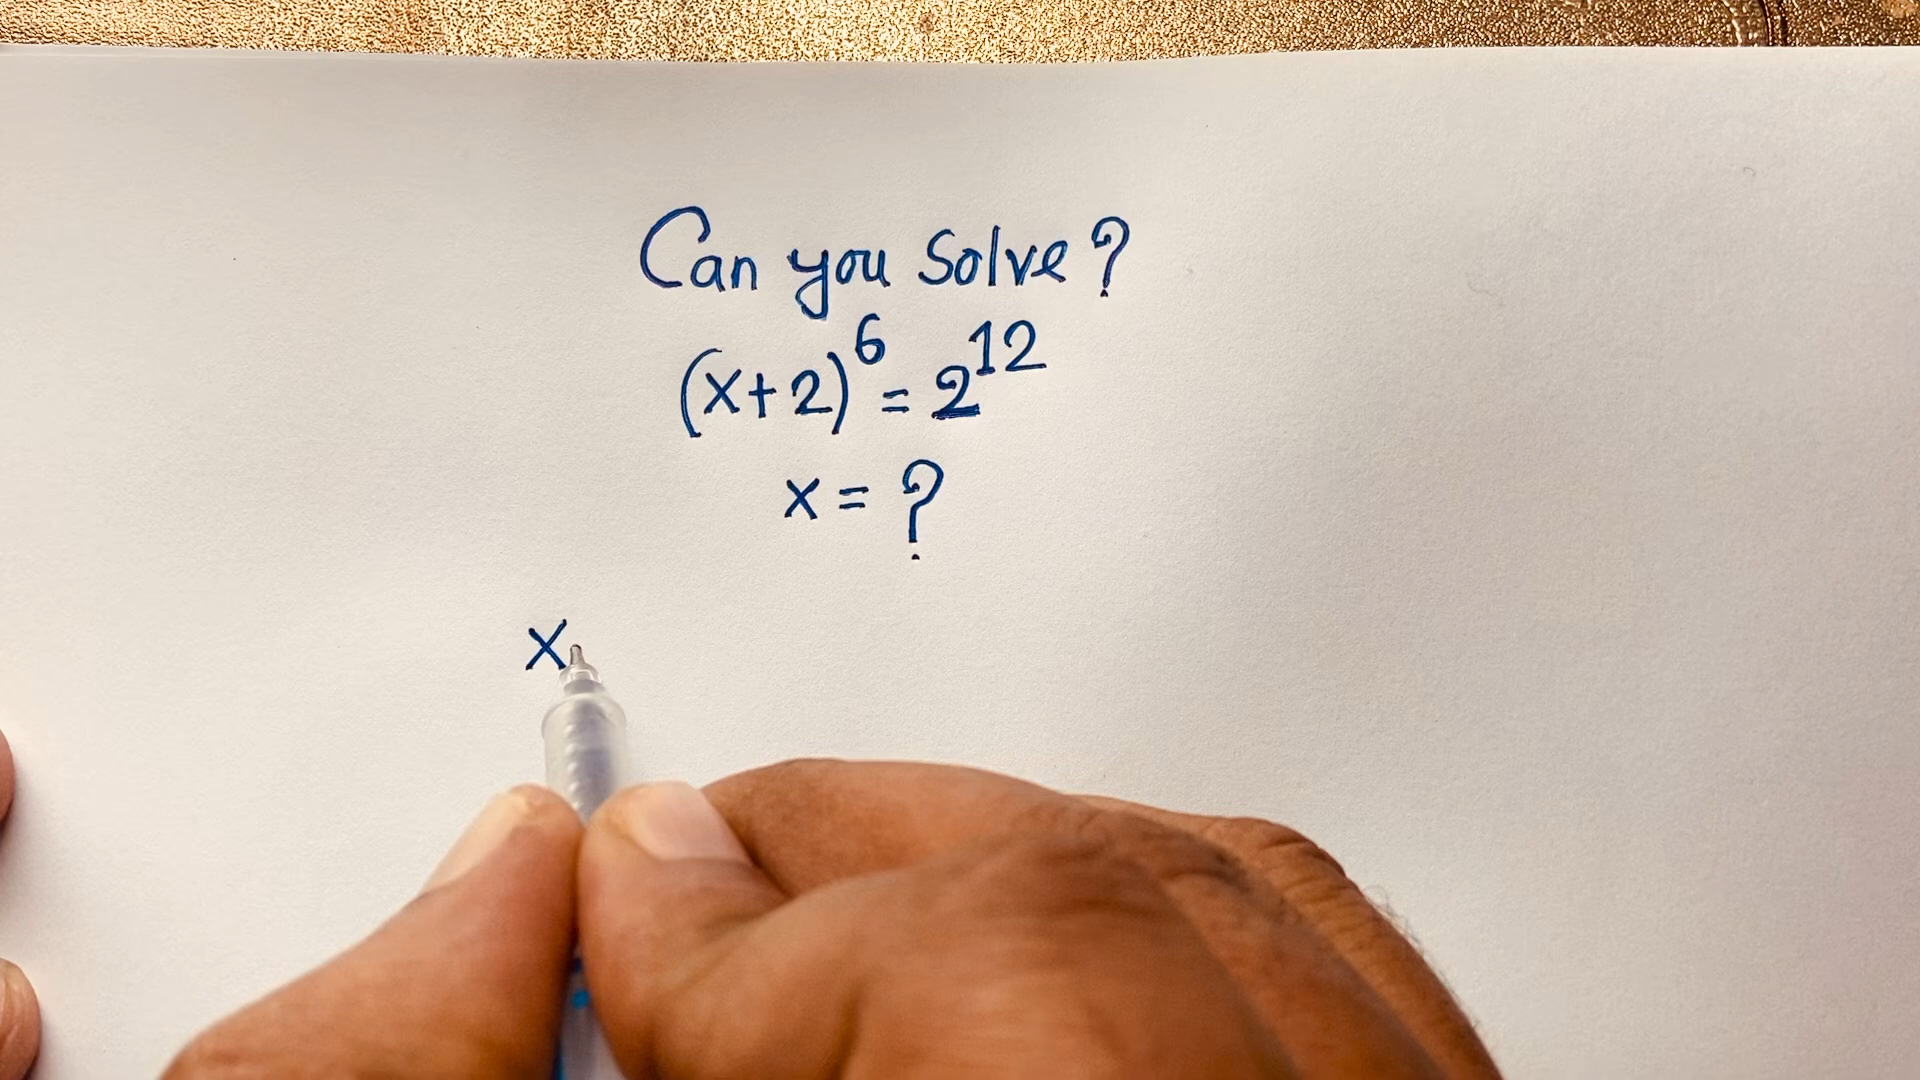 Can you Solve?
(x+2)^6 = 2^12
x = ?
x